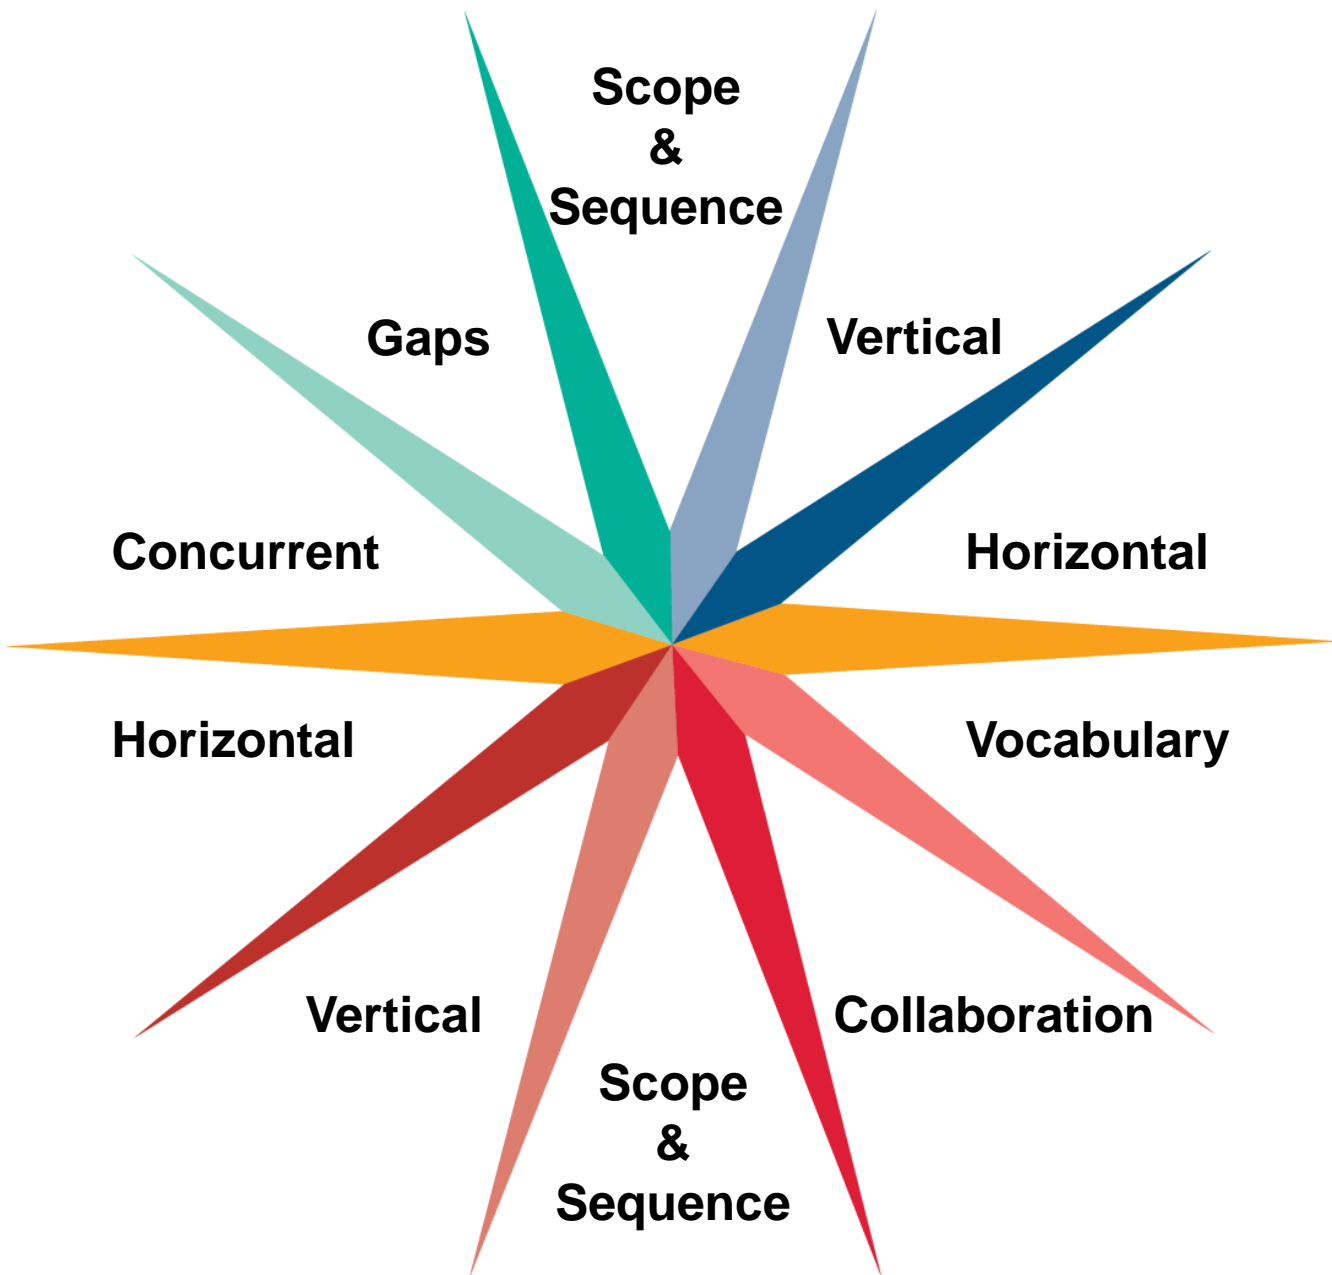 Scope
&
Sequence
Gaps
Vertical
Concurrent
Horizontal
Horizontal
Vocabulary
Vertical
Collaboration
Scope
&
Sequence